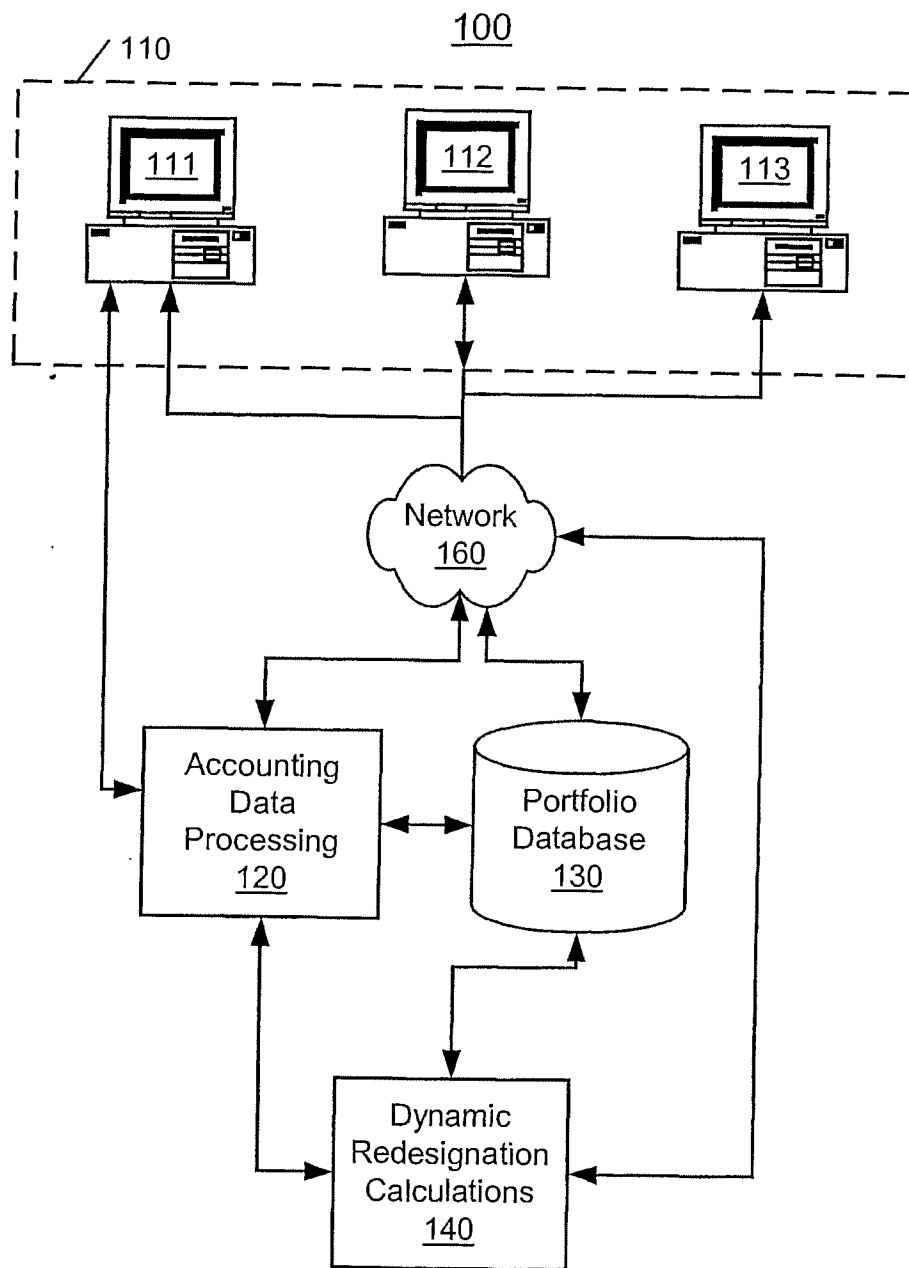 100
110
111
112
113
Network
160
Accounting
Data
Processing
120
Portfolio
Database
130
Dynamic
Redesignation
Calculations
140